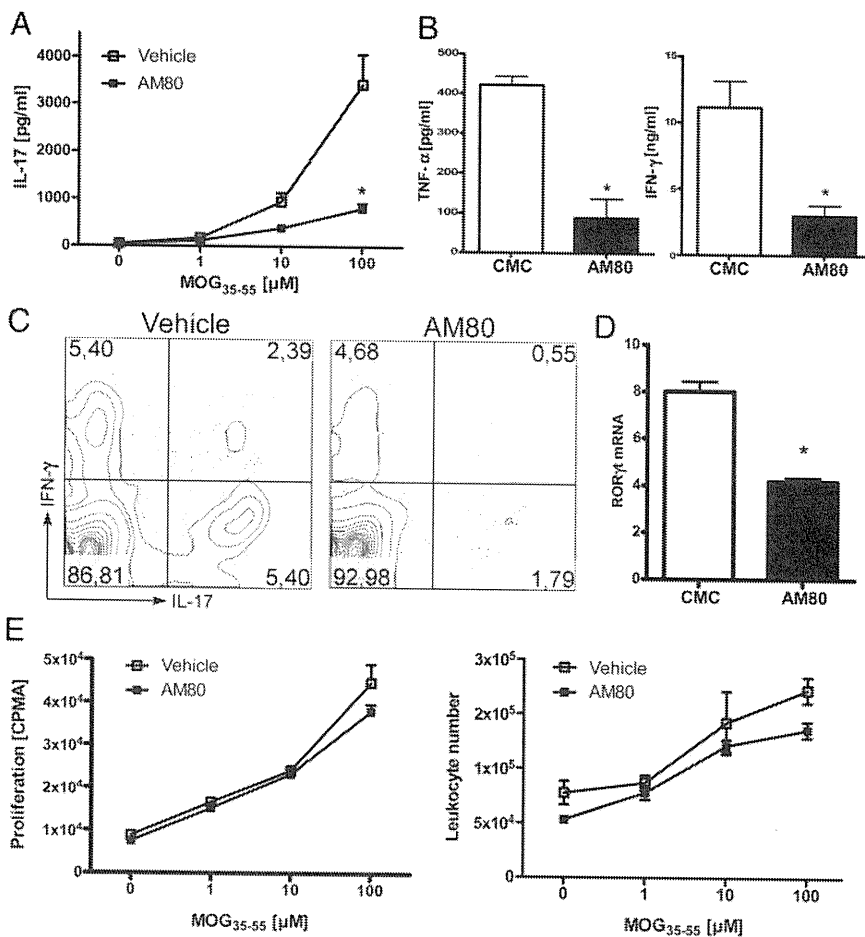 A
Vehicle
AM80
IL-17 [pg/ml]
4000
3000
2000
1000
0
*
0 1 10 100
MOG35-55 [µM]
B
TNF- α [pg/ml]
500
400
300
200
100
0
*
CMC AM80
IFN-γ [ng/ml]
15
10
5
0
*
CMC AM80
C
Vehicle
5,40 2,39
86,81 5,40
AM80
4,68 0,55
92,98 1,79
IFN-γ
IL-17
D
RORγt mRNA
10
8
6
4
2
0
*
CMC AM80
E
Vehicle
AM80
Proliferation [CPMA]
5x10⁴
4x10⁴
3x10⁴
2x10⁴
1x10⁴
0
0 1 10 100
MOG35-55 [µM]
Vehicle
AM80
Leukocyte number
3x10⁵
2x10⁵
1x10⁵
5x10⁴
0
0 1 10 100
MOG35-55 [µM]